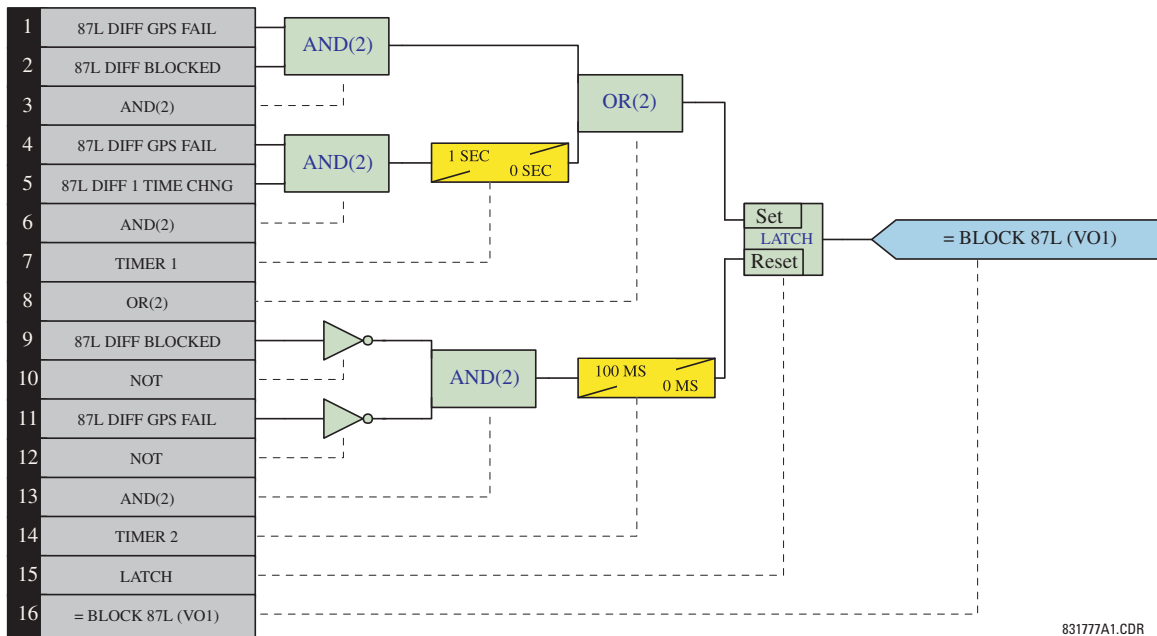 1 87L DIFF GPS FAIL
2 87L DIFF BLOCKED
3 AND(2)
4 87L DIFF GPS FAIL
5 87L DIFF 1 TIME CHNG
6 AND(2)
7 TIMER 1
8 OR(2)
9 87L DIFF BLOCKED
10 NOT
11 87L DIFF GPS FAIL
12 NOT
13 AND(2)
14 TIMER 2
15 LATCH
16 = BLOCK 87L (VO1)
AND(2)
AND(2)
1 SEC
0 SEC
OR(2)
AND(2)
100 MS
0 MS
Set
LATCH
Reset
= BLOCK 87L (VO1)
831777A1.CDR